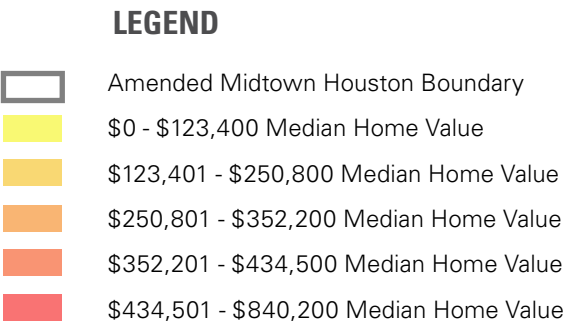 LEGEND
Amended Midtown Houston Boundary
$0 - $123,400 Median Home Value
$123,401 - $250,800 Median Home Value
$250,801 - $352,200 Median Home Value
$352,201 - $434,500 Median Home Value
$434,501 - $840,200 Median Home Value